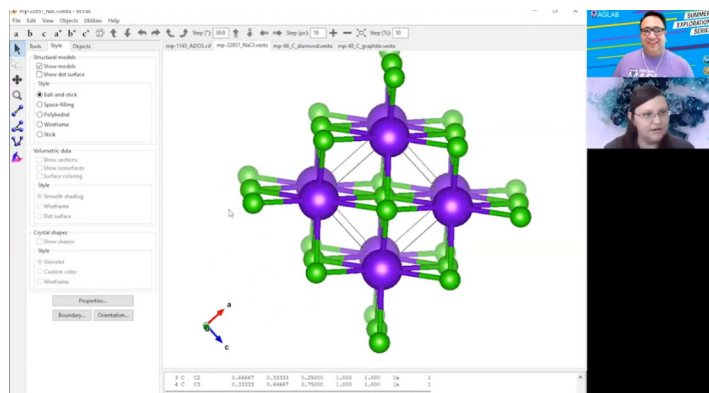 mp-22851_NaCl.vesta - VESTA
File Edit View Objects Utilities Help
a b c a* b* c* Step (°): 30.0 Step (px): 10 Step (%): 10
Tools Style Objects
mp-1143_Al2O3.cif mp-22851_NaCl.vesta mp-66_C_diamond.vesta mp-48_C_graphite.vesta
Structural models
Show models
Show dot surface
Style
Ball-and-stick
Space-filling
Polyhedral
Wireframe
Stick
Volumetric data
Show sections
Show isosurfaces
Surface coloring
Style
Smooth shading
Wireframe
Dot surface
Crystal shapes
Show shapes
Style
Unicolor
Custom color
Wireframe
Properties...
Boundary... Orientation...
a
c
3 C C2 0.66667 0.33333 0.25000 1.000 1.000 1a 1
4 C C3 0.33333 0.66667 0.75000 1.000 1.000 1a 1
MAGLAB
SUMMER
EXPLORATION
SERIES